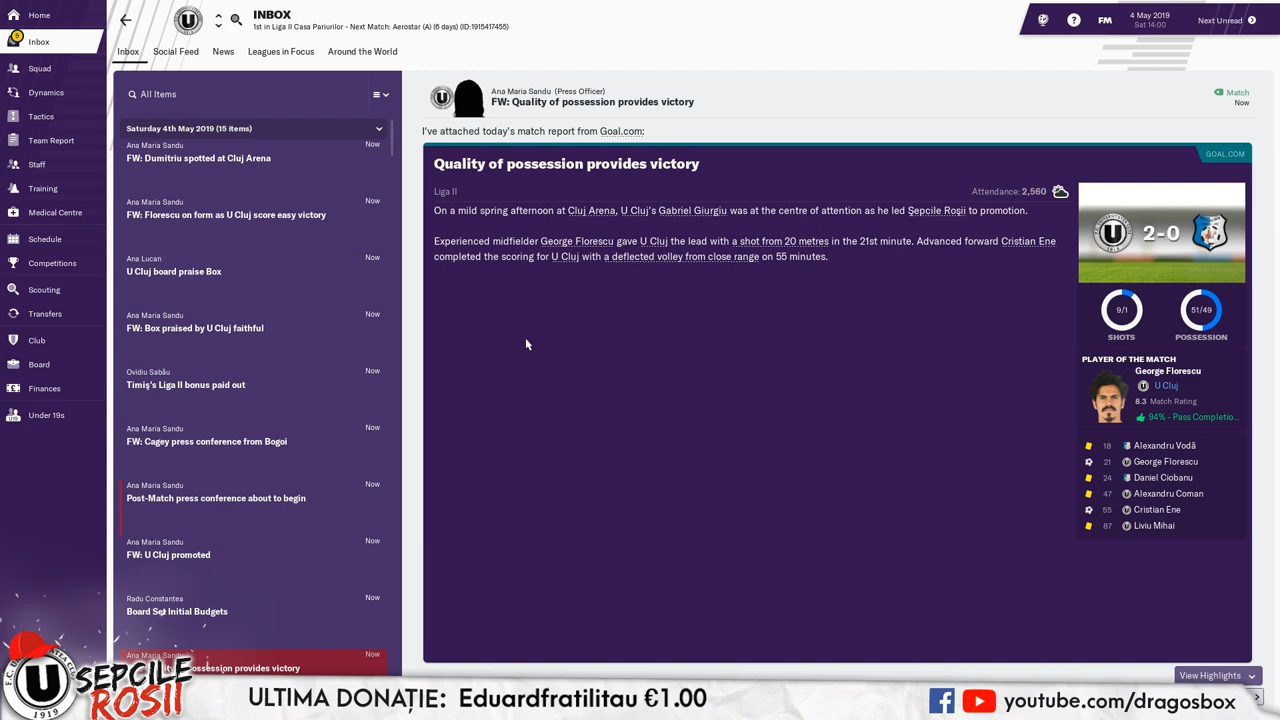 Home
Inbox
Squad
Dynamics
Tactics
Team Report
Staff
Training
Medical Centre
Schedule
Competitions
Scouting
Transfers
Club
Board
Finances
Under 19s
INBOX
1st in Liga II Casa Pariurilor - Next Match: Aerostar (A) (6 days) (ID:1915417455)
FM
4 May 2019
Sat 14:00
Next Unread
Inbox Social Feed News Leagues in Focus Around the World
All Items
Saturday 4th May 2019 (15 items)
Ana Maria Sandu Now
FW: Dumitriu spotted at Cluj Arena
Ana Maria Sandu Now
FW: Florescu on form as U Cluj score easy victory
Ana Lucan Now
U Cluj board praise Box
Ana Maria Sandu Now
FW: Box praised by U Cluj faithful
Ovidiu Sabău Now
Timiș's Liga II bonus paid out
Ana Maria Sandu Now
FW: Cagey press conference from Bogoi
Ana Maria Sandu Now
Post-Match press conference about to begin
Ana Maria Sandu Now
FW: U Cluj promoted
Radu Constantea Now
Board Set Initial Budgets
Ana Maria Sandu Now
possession provides victory
Ana Maria Sandu (Press Officer)
FW: Quality of possession provides victory
Match
Now
I've attached today's match report from Goal.com:
GOAL.COM
Quality of possession provides victory
Liga II
Attendance: 2,560
On a mild spring afternoon at Cluj Arena, U Cluj's Gabriel Giurgiu was at the centre of attention as he led Șepcile Roșii to promotion.
Experienced midfielder George Florescu gave U Cluj the lead with a shot from 20 metres in the 21st minute. Advanced forward Cristian Ene
completed the scoring for U Cluj with a deflected volley from close range on 55 minutes.
2-0
9/1
SHOTS
51/49
POSSESSION
PLAYER OF THE MATCH
George Florescu
U Cluj
8.3 Match Rating
94% - Pass Completio...
18 Alexandru Vodă
21 George Florescu
24 Daniel Ciobanu
47 Alexandru Coman
55 Cristian Ene
87 Liviu Mihai
View Highlights
U
1919
SEPCILE
ROSII
ULTIMA DONAȚIE: Eduardfratilitau €1.00
youtube.com/dragosbox